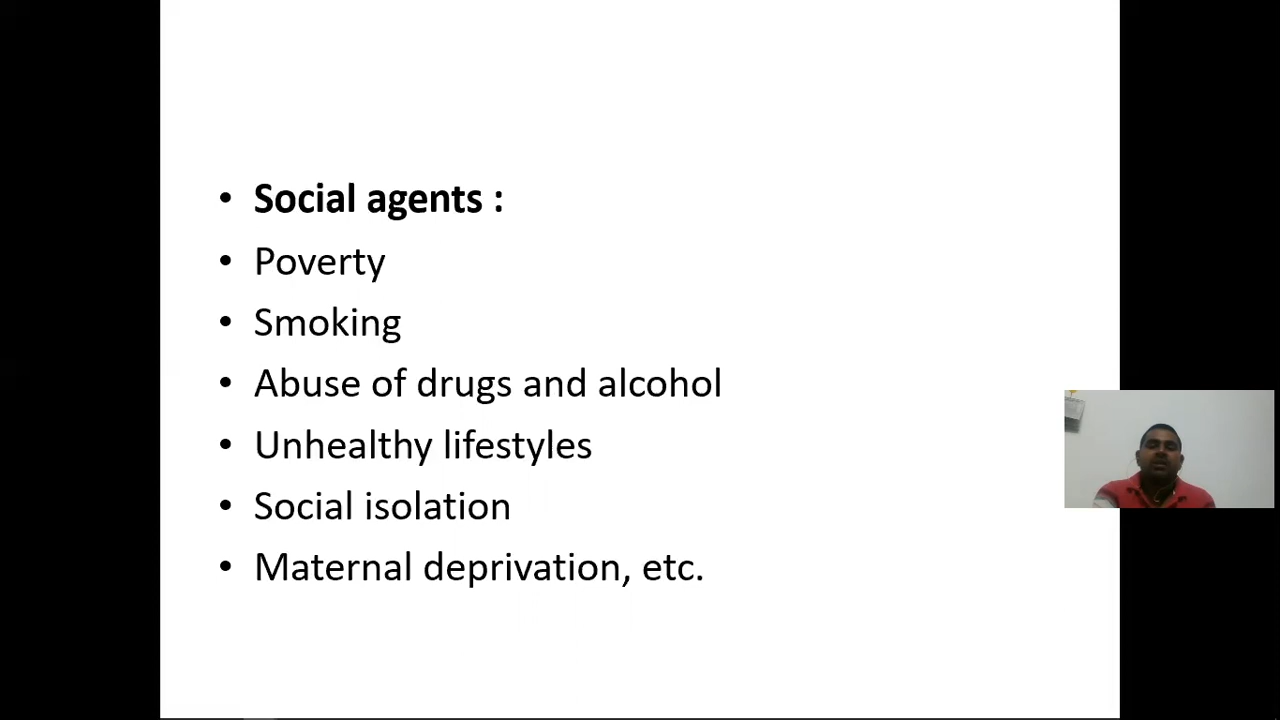 • Social agents :
• Poverty
• Smoking
• Abuse of drugs and alcohol
• Unhealthy lifestyles
• Social isolation
• Maternal deprivation, etc.